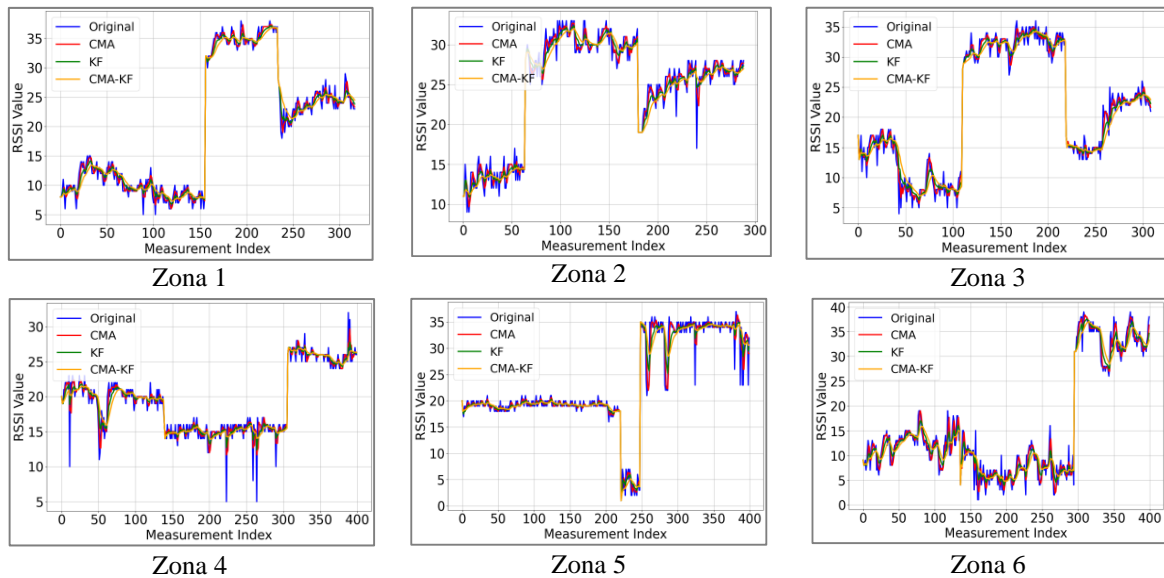 Original
CMA
KF
CMA-KF
RSSI Value
35
30
25
20
15
10
5
0 50 100 150 200 250 300
Measurement Index
Zona 1
Original
CMA
KF
CMA-KF
RSSI Value
30
25
20
15
10
0 50 100 150 200 250 300
Measurement Index
Zona 2
Original
CMA
KF
CMA-KF
RSSI Value
35
30
25
20
15
10
5
0 50 100 150 200 250 300
Measurement Index
Zona 3
Original
CMA
KF
CMA-KF
RSSI Value
30
25
20
15
10
5
0 50 100 150 200 250 300 350 400
Measurement Index
Zona 4
Original
CMA
KF
CMA-KF
RSSI Value
35
30
25
20
15
10
5
0
0 50 100 150 200 250 300 350 400
Measurement Index
Zona 5
Original
CMA
KF
CMA-KF
RSSI Value
40
35
30
25
20
15
10
5
0
0 50 100 150 200 250 300 350 400
Measurement Index
Zona 6